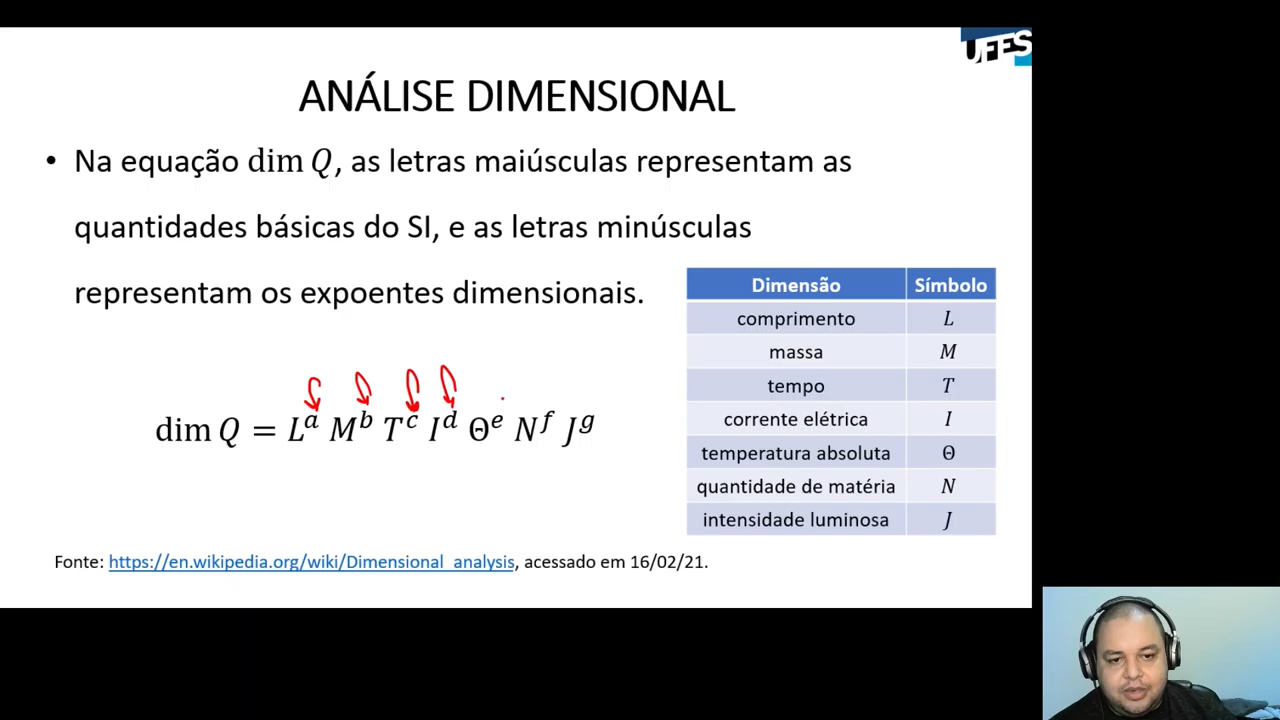 UFES
ANÁLISE DIMENSIONAL
• Na equação dim Q, as letras maiúsculas representam as
quantidades básicas do SI, e as letras minúsculas
representam os expoentes dimensionais.
Dimensão Símbolo
comprimento L
massa M
tempo T
corrente elétrica I
temperatura absoluta Θ
quantidade de matéria N
intensidade luminosa J
dim Q = L^a M^b T^c I^d Θ^e N^f J^g
Fonte: https://en.wikipedia.org/wiki/Dimensional_analysis, acessado em 16/02/21.